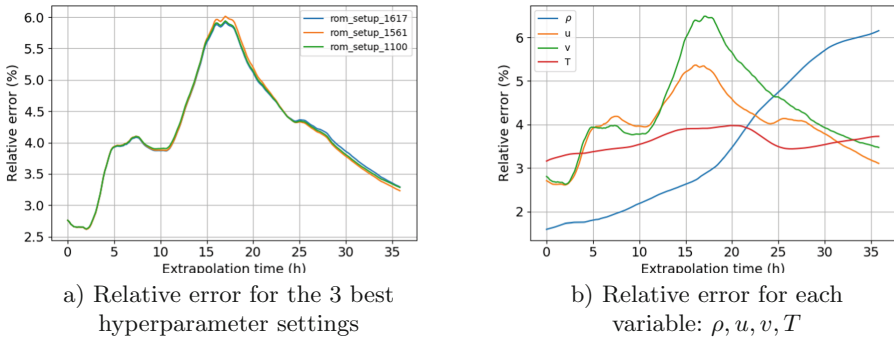 6.0
5.5
5.0
4.5
4.0
3.5
3.0
2.5
Relative error (%)
rom_setup_1617
rom_setup_1561
rom_setup_1100
0 5 10 15 20 25 30 35
Extrapolation time (h)
a) Relative error for the 3 best
hyperparameter settings
6
5
4
3
2
Relative error (%)
ρ
u
v
T
0 5 10 15 20 25 30 35
Extrapolation time (h)
b) Relative error for each
variable: ρ, u, v, T